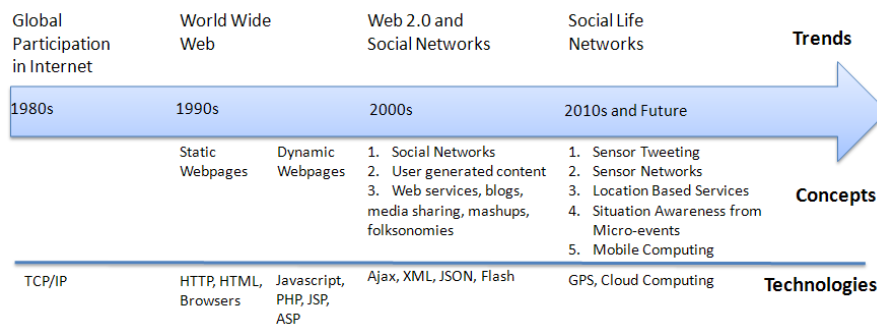 Global
Participation
in Internet
World Wide
Web
Web 2.0 and
Social Networks
Social Life
Networks
Trends
1980s
1990s
2000s
2010s and Future
Static
Webpages
Dynamic
Webpages
1. Social Networks
2. User generated content
3. Web services, blogs,
media sharing, mashups,
folksonomies
1. Sensor Tweeting
2. Sensor Networks
3. Location Based Services
4. Situation Awareness from
Micro-events
5. Mobile Computing
Concepts
TCP/IP
HTTP, HTML,
Browsers
Javascript,
PHP, JSP,
ASP
Ajax, XML, JSON, Flash
GPS, Cloud Computing
Technologies